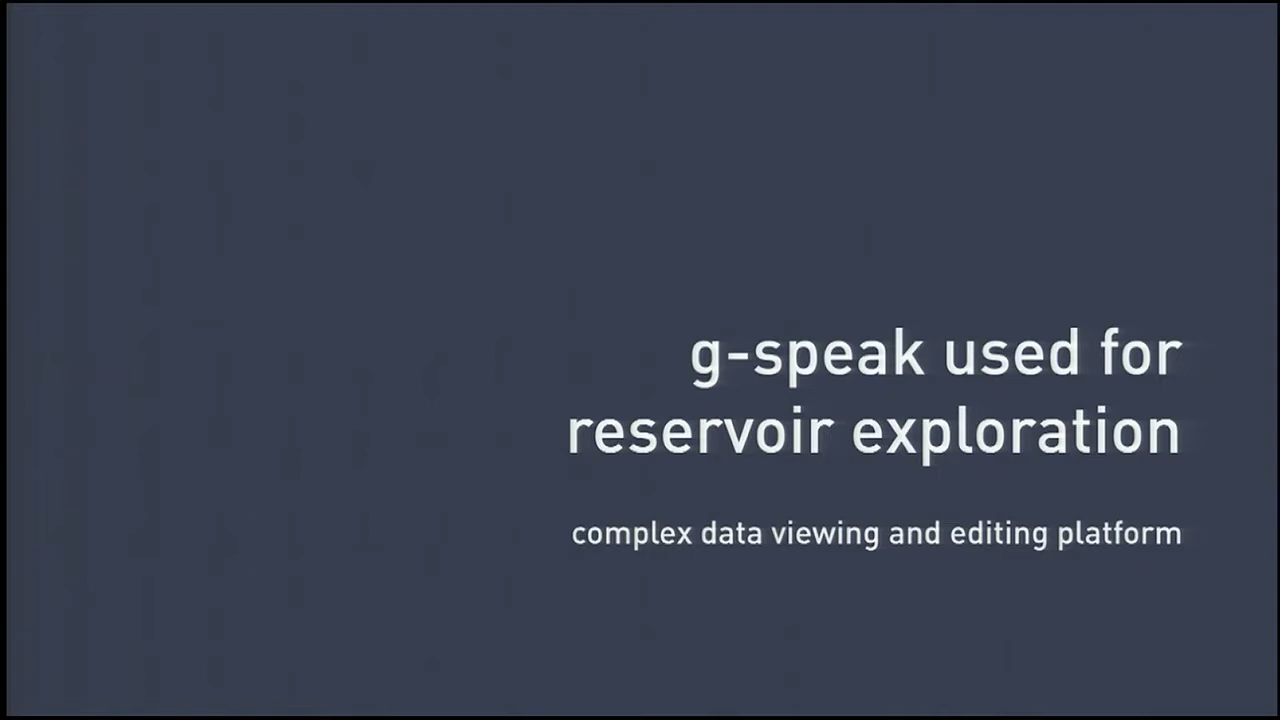 g-speak used for
reservoir exploration
complex data viewing and editing platform